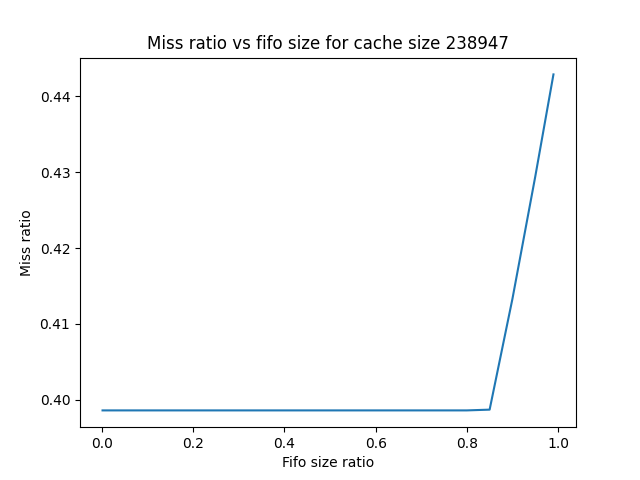 Miss ratio vs fifo size for cache size 238947
0.44
0.43
0.42
0.41
0.40
Miss ratio
0.0 0.2 0.4 0.6 0.8 1.0
Fifo size ratio